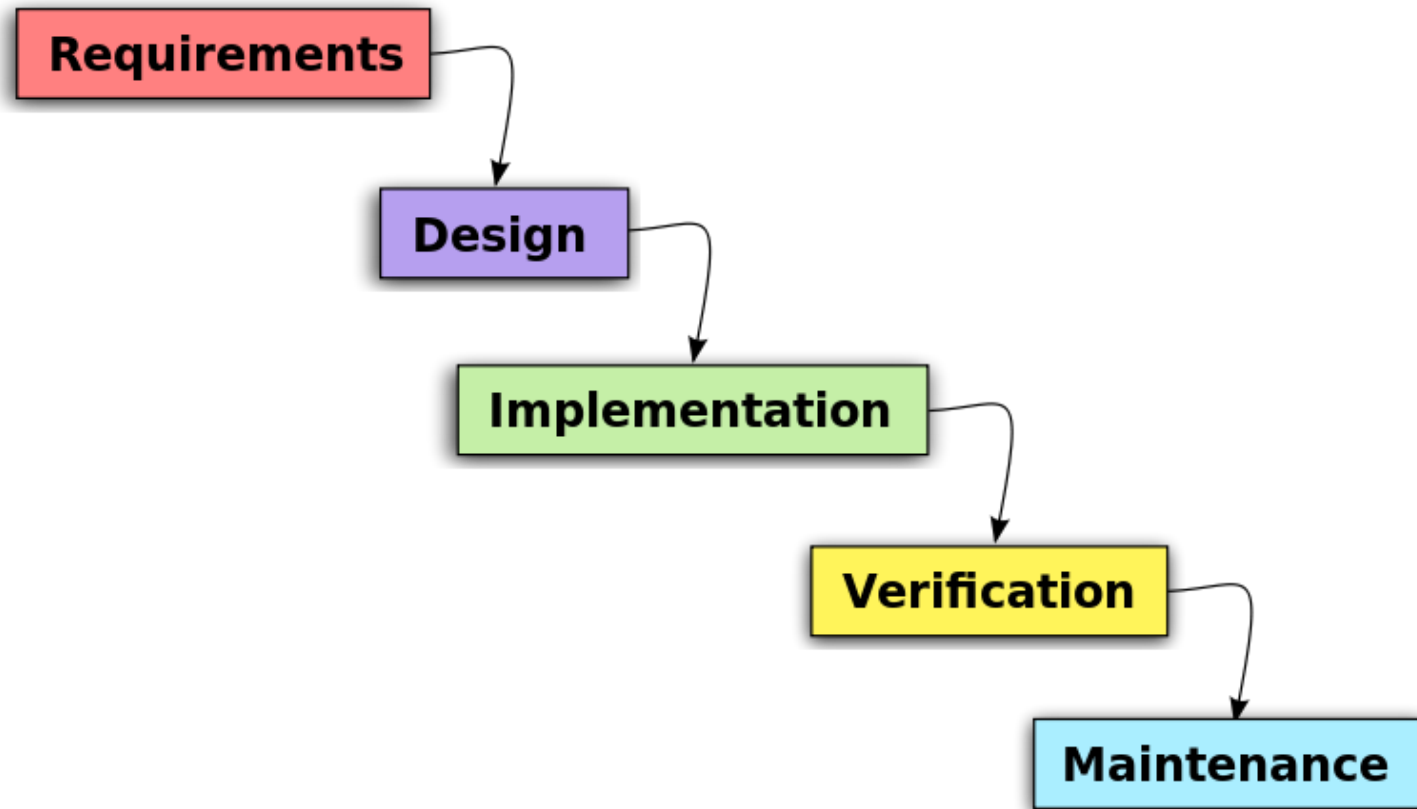 Requirements
Design
Implementation
Verification
Maintenance